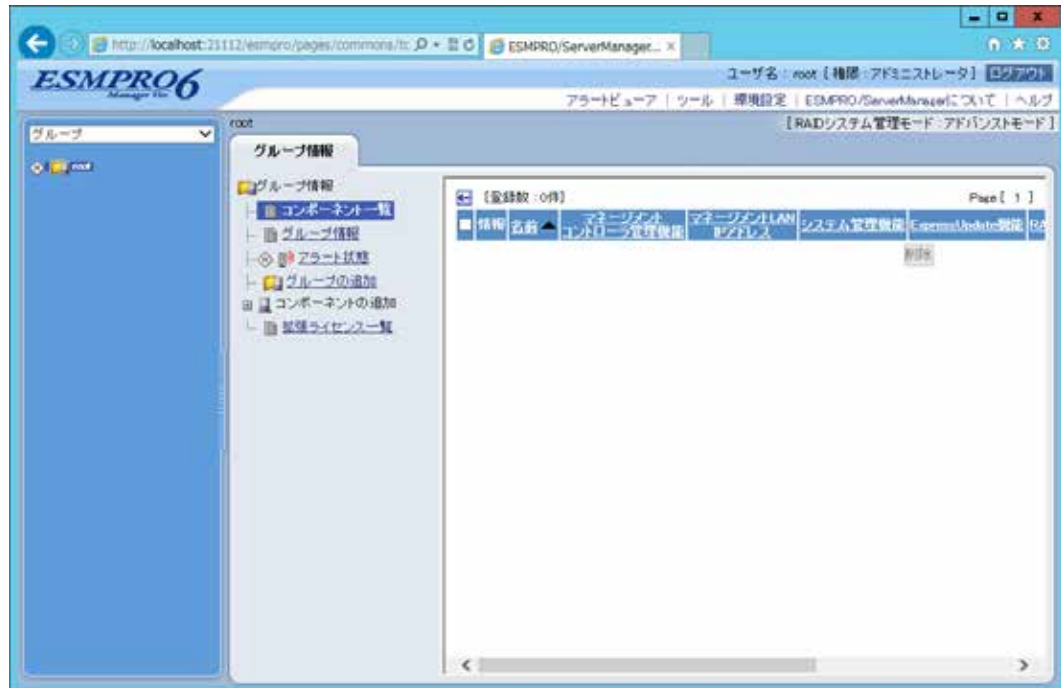 http://localhost:21112/esmpro/pages/commons/tc
ESMPRO/ServerManager... ×
ESMPRO6
Manager
ユーザ名 : root [ 権限 : アドミニストレータ ] ログアウト
アラートビューア | ツール | 環境設定 | ESMPRO/ServerManagerについて | ヘルプ
グループ
root
root
[ RAIDシステム管理モード : アドバンストモード ]
グループ情報
グループ情報
コンポーネント一覧
グループ情報
アラート状態
グループの追加
コンポーネントの追加
拡張ライセンス一覧
[登録数 : 0件]
Page [ 1 ]
情報 名前▲ マネージメントコントローラ管理機能 マネージメントLAN IPアドレス システム管理機能 ExpressUpdate機能 RA
削除